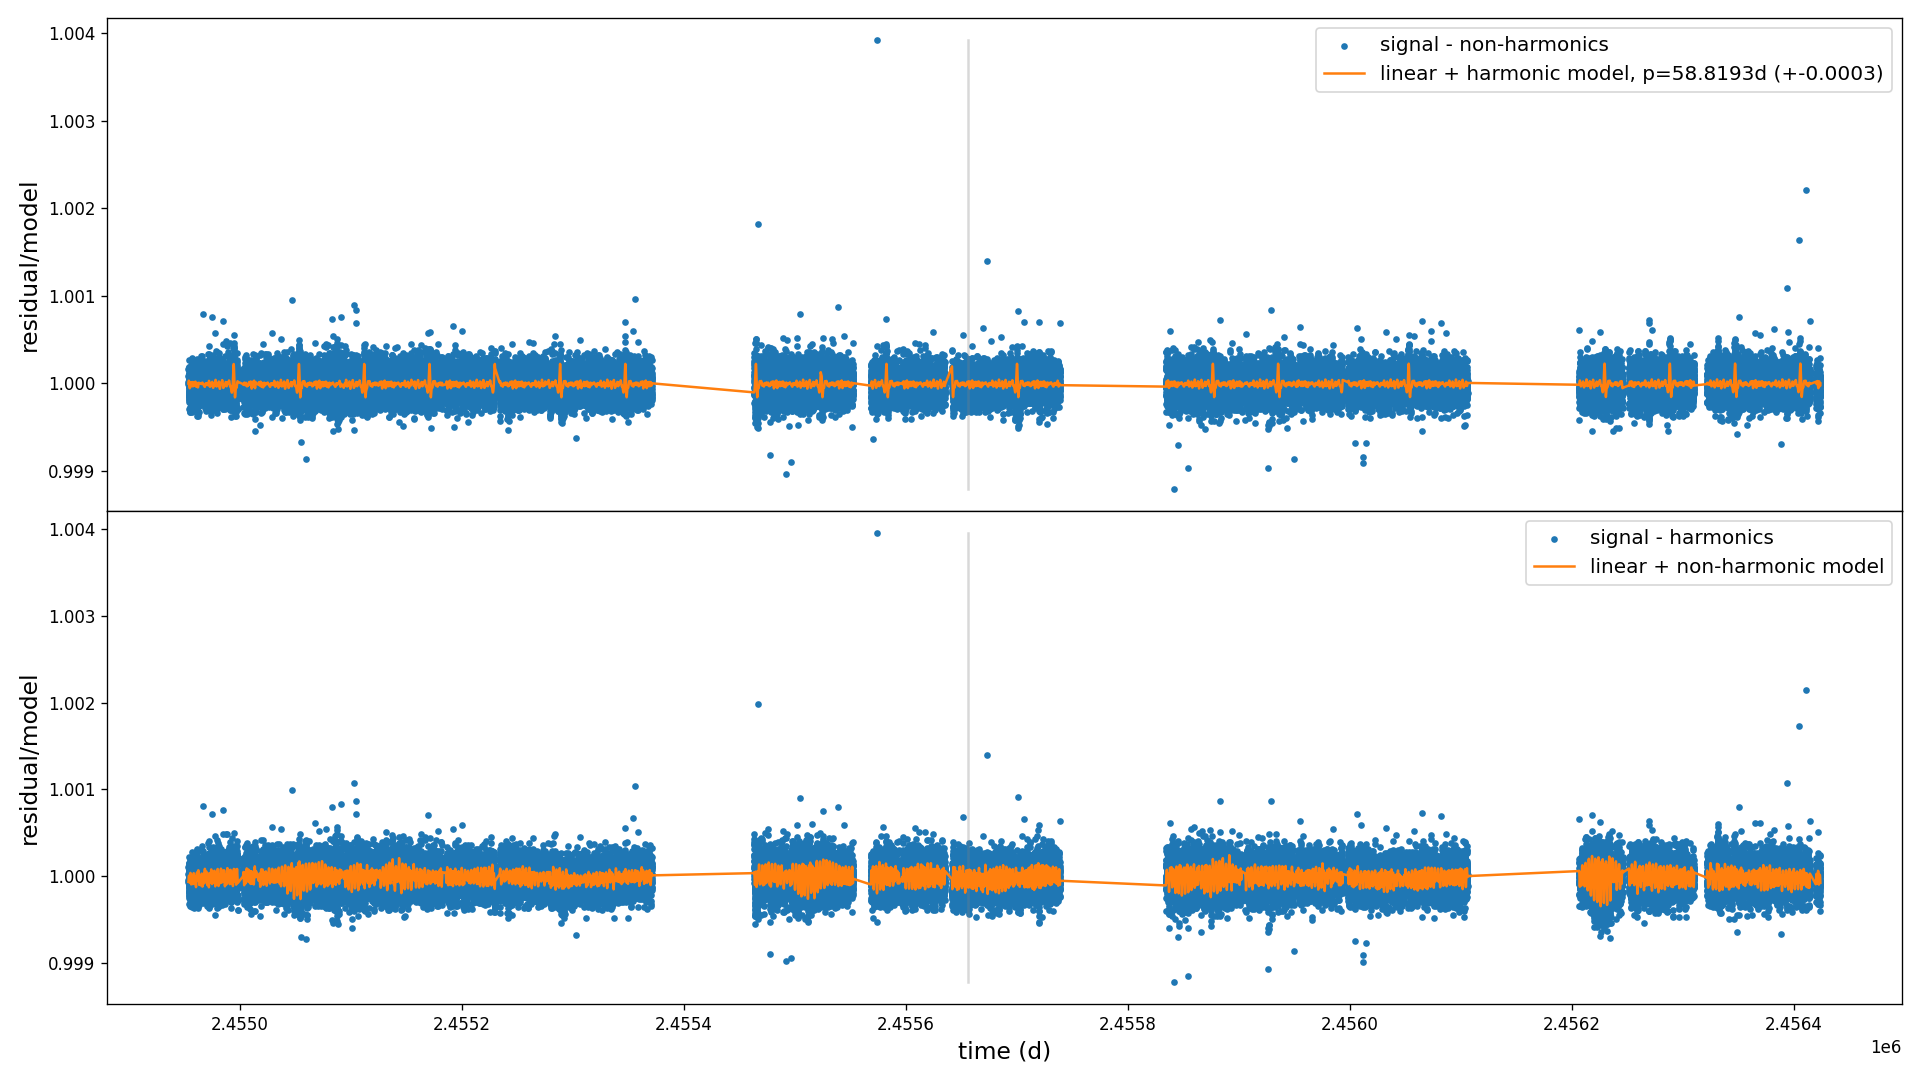 1.004
1.003
1.002
1.001
1.000
0.999
residual/model
signal - non-harmonics
linear + harmonic model, p=58.8193d (+-0.0003)
1.004
1.003
1.002
1.001
1.000
0.999
residual/model
signal - harmonics
linear + non-harmonic model
2.4550 2.4552 2.4554 2.4556 2.4558 2.4560 2.4562 2.4564
1e6
time (d)